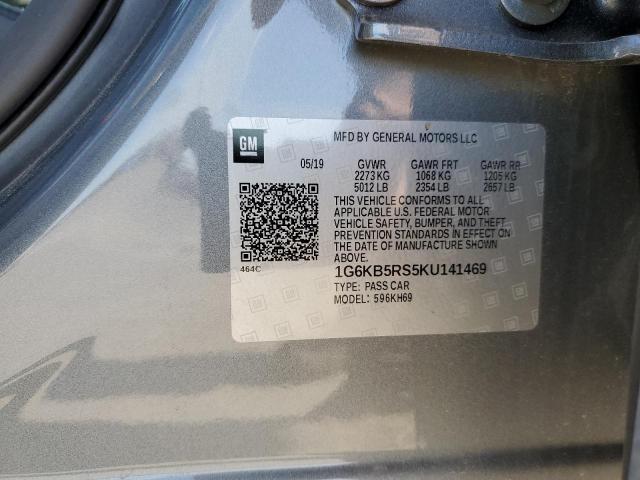 GM
MFD BY GENERAL MOTORS LLC
05/19 GVWR GAWR FRT GAWR RR
2273 KG 1068 KG 1205 KG
5012 LB 2354 LB 2657 LB
THIS VEHICLE CONFORMS TO ALL
APPLICABLE U.S. FEDERAL MOTOR
VEHICLE SAFETY, BUMPER, AND THEFT
PREVENTION STANDARDS IN EFFECT ON
THE DATE OF MANUFACTURE SHOWN
ABOVE.
464C
1G6KB5RS5KU141469
TYPE: PASS CAR
MODEL: 596KH69